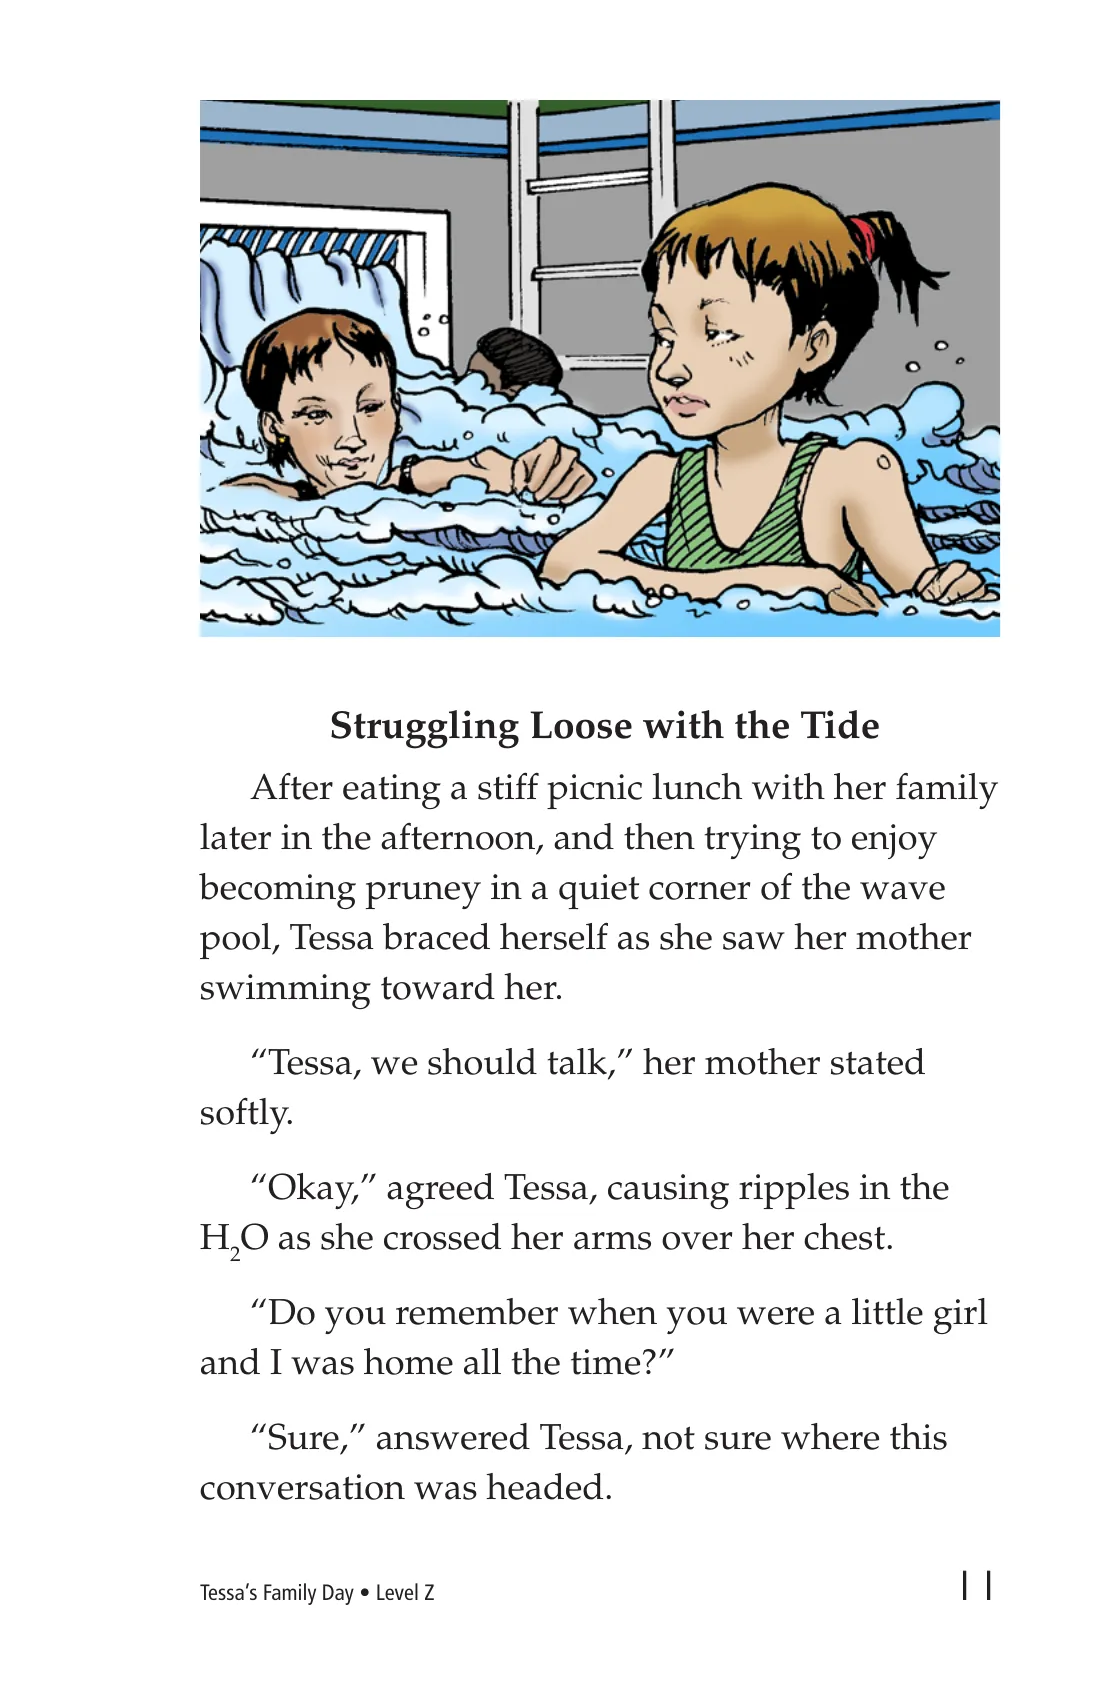 Struggling Loose with the Tide
After eating a stiff picnic lunch with her family
later in the afternoon, and then trying to enjoy
becoming pruney in a quiet corner of the wave
pool, Tessa braced herself as she saw her mother
swimming toward her.
“Tessa, we should talk,” her mother stated
softly.
“Okay,” agreed Tessa, causing ripples in the
H₂O as she crossed her arms over her chest.
“Do you remember when you were a little girl
and I was home all the time?”
“Sure,” answered Tessa, not sure where this
conversation was headed.
Tessa’s Family Day • Level Z 11